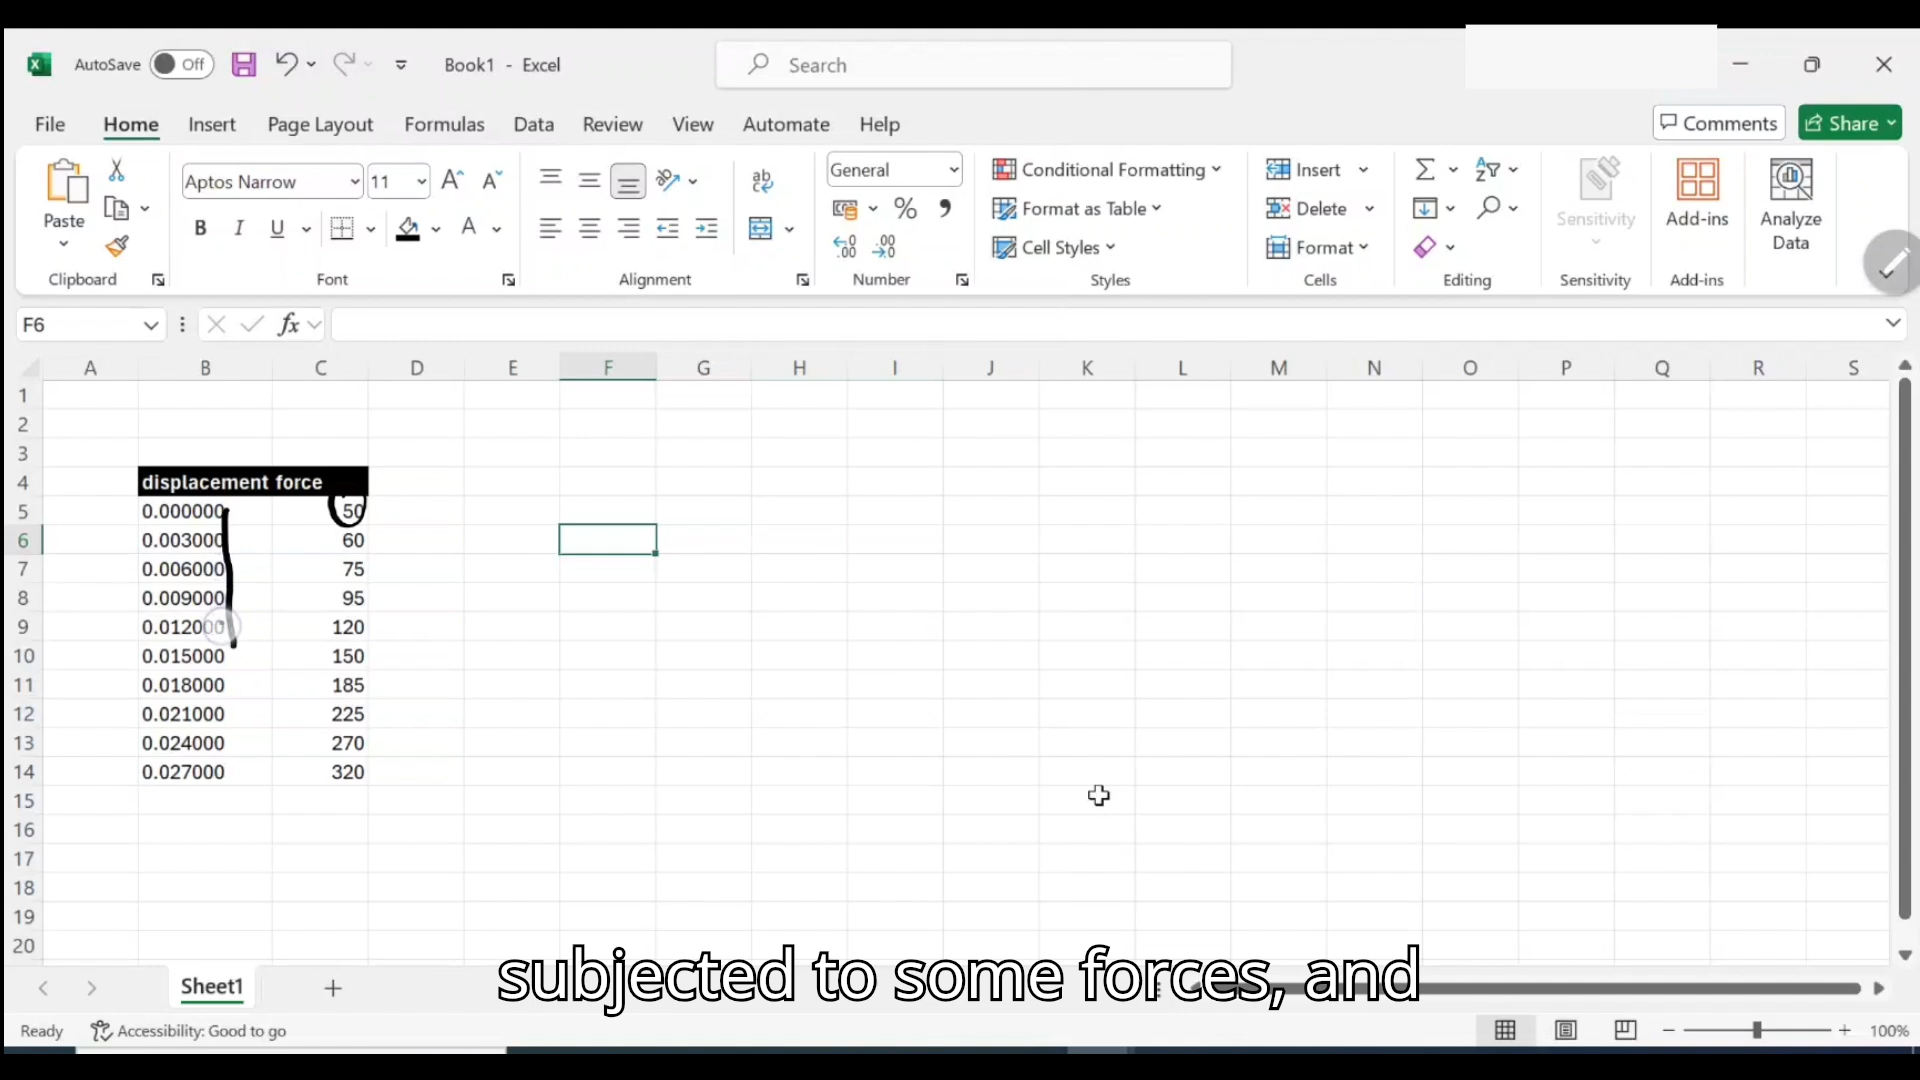 AutoSave Off Book1 - Excel Search
File Home Insert Page Layout Formulas Data Review View Automate Help Comments Share
Paste Aptos Narrow 11 General Conditional Formatting Insert Sensitivity Add-ins Analyze Data
B I U Format as Table Delete
Cell Styles Format
Clipboard Font Alignment Number Styles Cells Editing Sensitivity Add-ins
F6 fx
A B C D E F G H I J K L M N O P Q R S
1
2
3
4 displacement force
5 0.000000 50
6 0.003000 60
7 0.006000 75
8 0.009000 95
9 0.012000 120
10 0.015000 150
11 0.018000 185
12 0.021000 225
13 0.024000 270
14 0.027000 320
15
16
17
18
19
20
subjected to some forces, and
Sheet1
Ready Accessibility: Good to go 100%